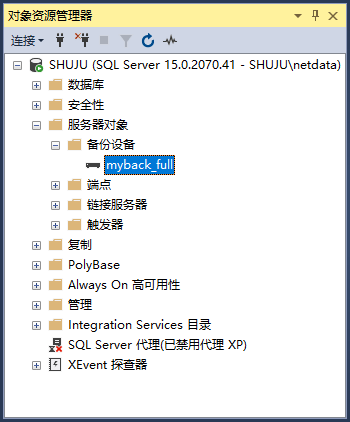 对象资源管理器
连接
SHUJU (SQL Server 15.0.2070.41 - SHUJU\netdata)
数据库
安全性
服务器对象
备份设备
myback_full
端点
链接服务器
触发器
复制
PolyBase
Always On 高可用性
管理
Integration Services 目录
SQL Server 代理(已禁用代理 XP)
XEvent 探查器